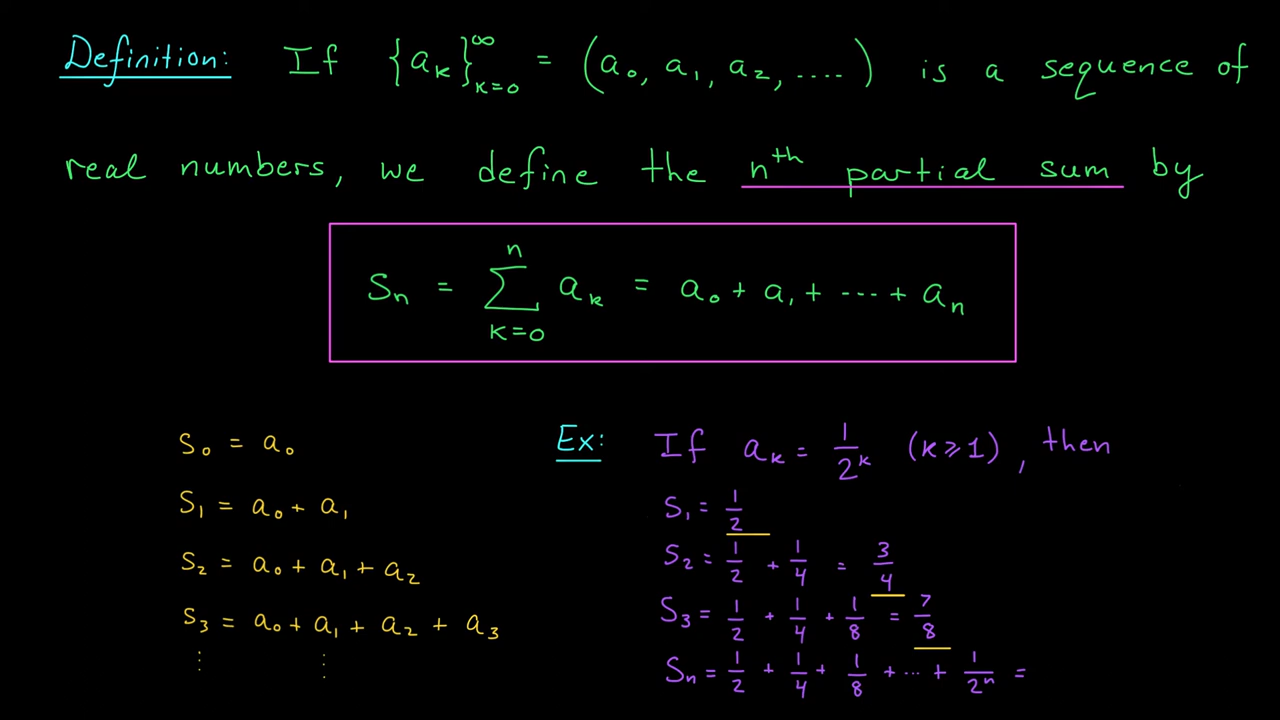 Definition: If {a_k}_{k=0}^∞ = (a_0, a_1, a_2, ....) is a sequence of
real numbers, we define the n^th partial sum by
S_n = ∑_{k=0}^{n} a_k = a_0 + a_1 + ... + a_n
S_0 = a_0
S_1 = a_0 + a_1
S_2 = a_0 + a_1 + a_2
S_3 = a_0 + a_1 + a_2 + a_3
⋮ ⋮
Ex: If a_k = 1/2^k (k ≥ 1), then
S_1 = 1/2
S_2 = 1/2 + 1/4 = 3/4
S_3 = 1/2 + 1/4 + 1/8 = 7/8
S_n = 1/2 + 1/4 + 1/8 + ... + 1/2^n =